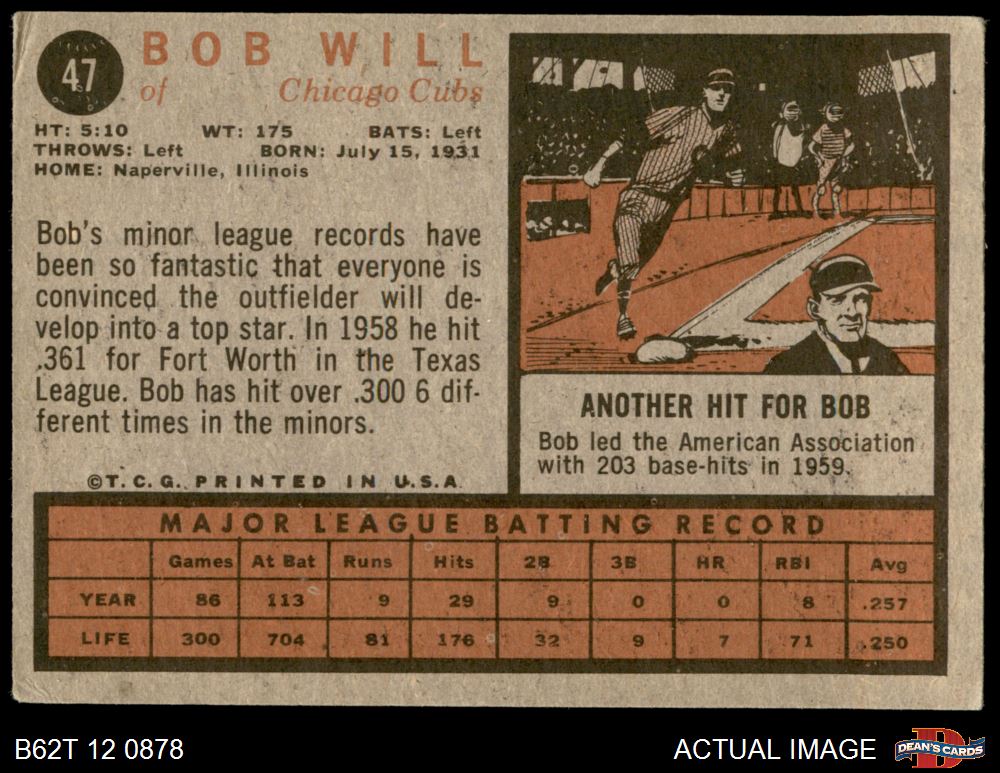 47
BOB WILL
of Chicago Cubs
HT: 5:10 WT: 175 BATS: Left
THROWS: Left BORN: July 15, 1931
HOME: Naperville, Illinois
Bob's minor league records have
been so fantastic that everyone is
convinced the outfielder will de-
velop into a top star. In 1958 he hit
.361 for Fort Worth in the Texas
League. Bob has hit over .300 6 dif-
ferent times in the minors.
©T. C. G. PRINTED IN U.S.A.
ANOTHER HIT FOR BOB
Bob led the American Association
with 203 base-hits in 1959.
MAJOR LEAGUE BATTING RECORD
Games At Bat Runs Hits 2B 3B HR RBI Avg
YEAR 86 113 9 29 9 0 0 8 .257
LIFE 300 704 81 176 32 9 7 71 .250
B62T 12 0878
ACTUAL IMAGE
D
DEAN'S CARDS